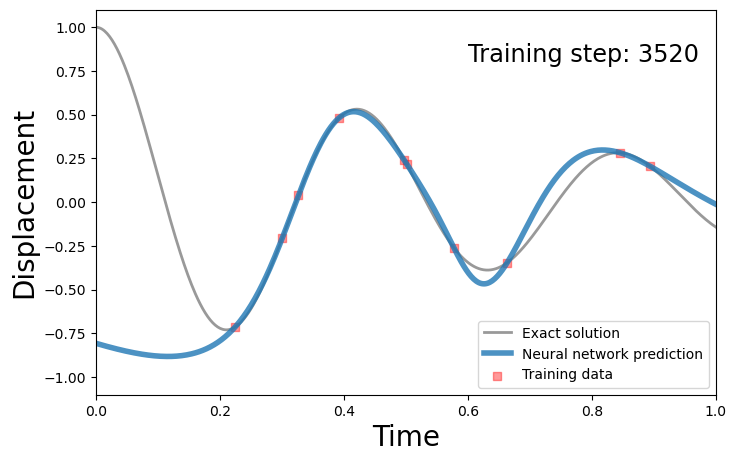 Training step: 3520
Displacement
1.00
0.75
0.50
0.25
0.00
−0.25
−0.50
−0.75
−1.00
Exact solution
Neural network prediction
Training data
0.0 0.2 0.4 0.6 0.8 1.0
Time